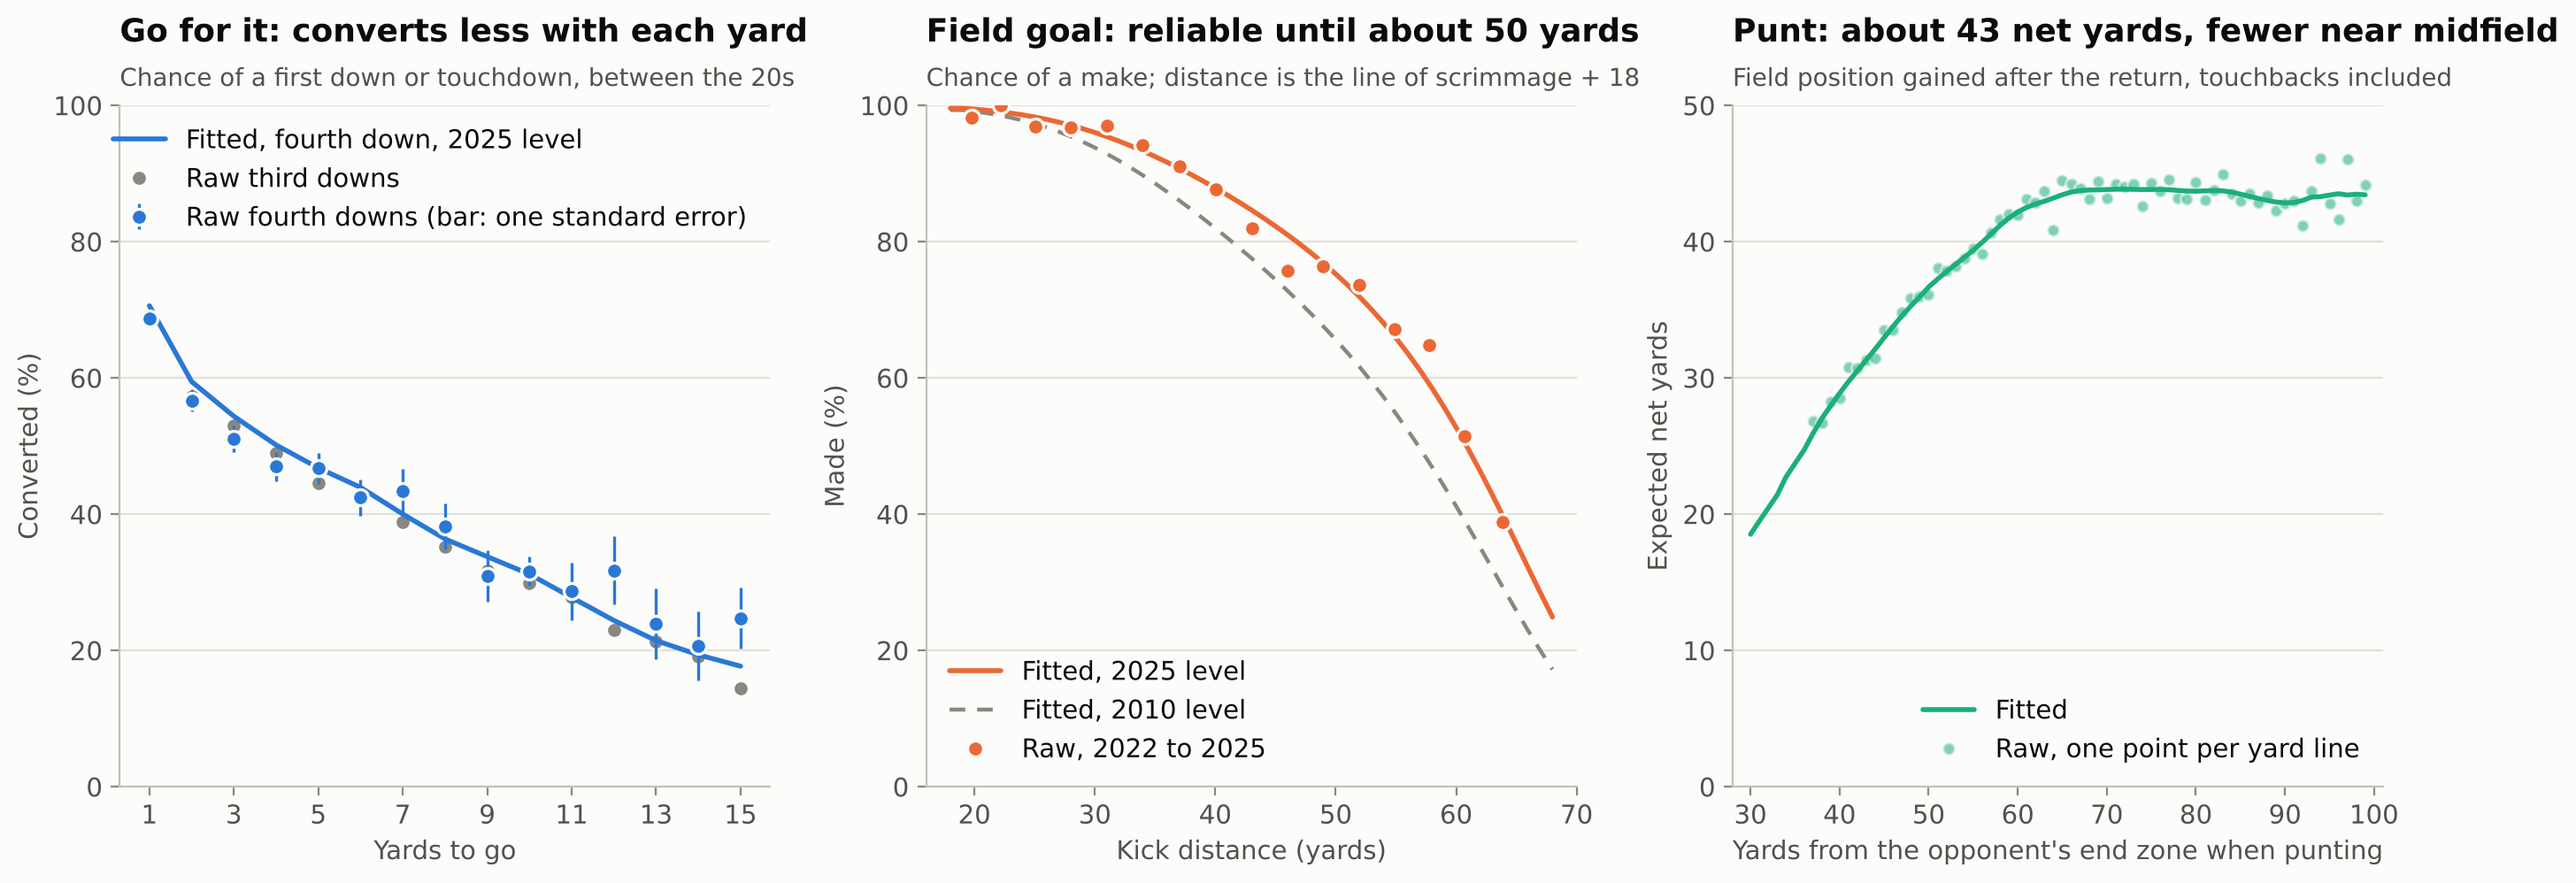 Go for it: converts less with each yard
Chance of a first down or touchdown, between the 20s
100
80
60
40
20
0
Converted (%)
Fitted, fourth down, 2025 level
Raw third downs
Raw fourth downs (bar: one standard error)
1 3 5 7 9 11 13 15
Yards to go
Field goal: reliable until about 50 yards
Chance of a make; distance is the line of scrimmage + 18
100
80
60
40
20
0
Made (%)
Fitted, 2025 level
Fitted, 2010 level
Raw, 2022 to 2025
20 30 40 50 60 70
Kick distance (yards)
Punt: about 43 net yards, fewer near midfield
Field position gained after the return, touchbacks included
50
40
30
20
10
0
Expected net yards
Fitted
Raw, one point per yard line
30 40 50 60 70 80 90 100
Yards from the opponent's end zone when punting